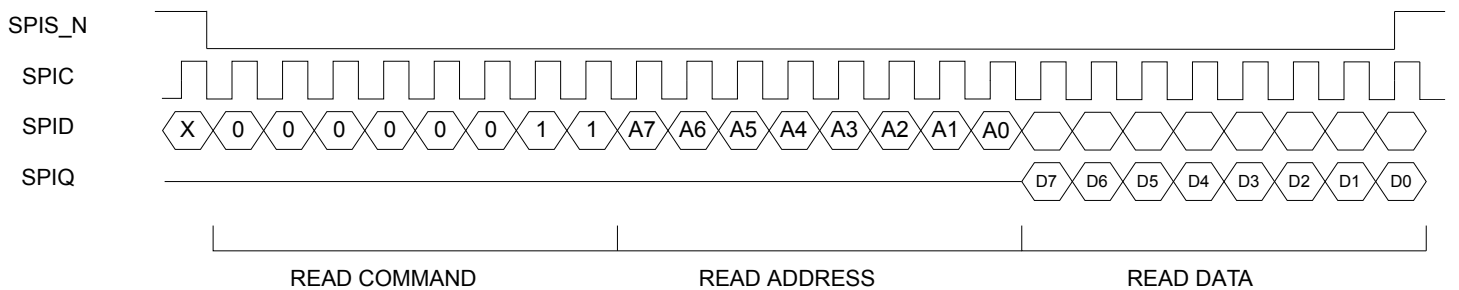 SPIS_N
SPIC
SPID X 0 0 0 0 0 0 1 1 A7 A6 A5 A4 A3 A2 A1 A0
SPIQ D7 D6 D5 D4 D3 D2 D1 D0
READ COMMAND READ ADDRESS READ DATA